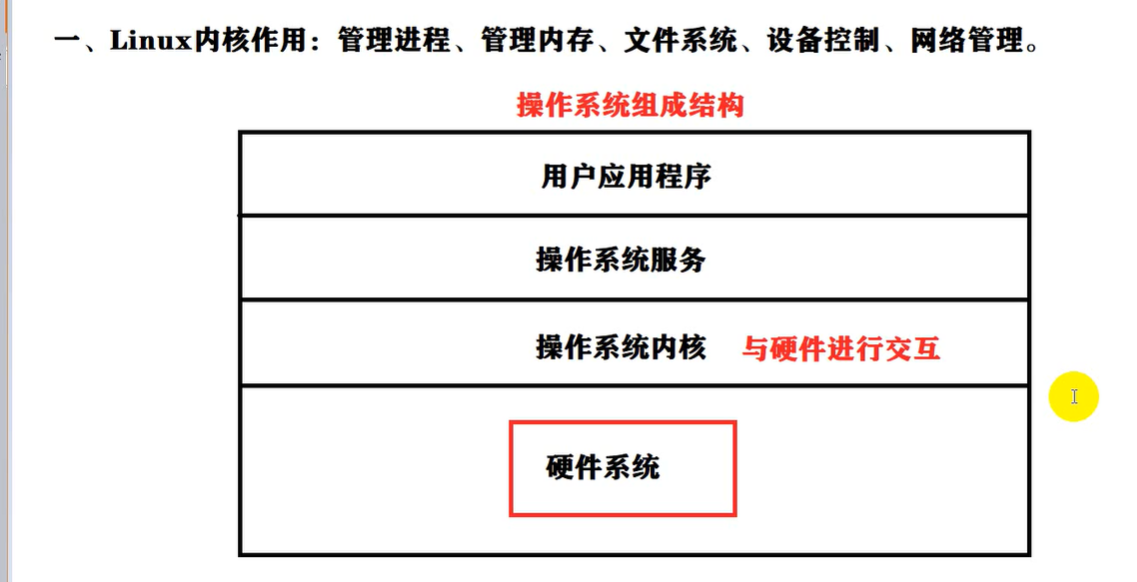 一、Linux内核作用：管理进程、管理内存、文件系统、设备控制、网络管理。
操作系统组成结构
用户应用程序
操作系统服务
操作系统内核 与硬件进行交互
硬件系统